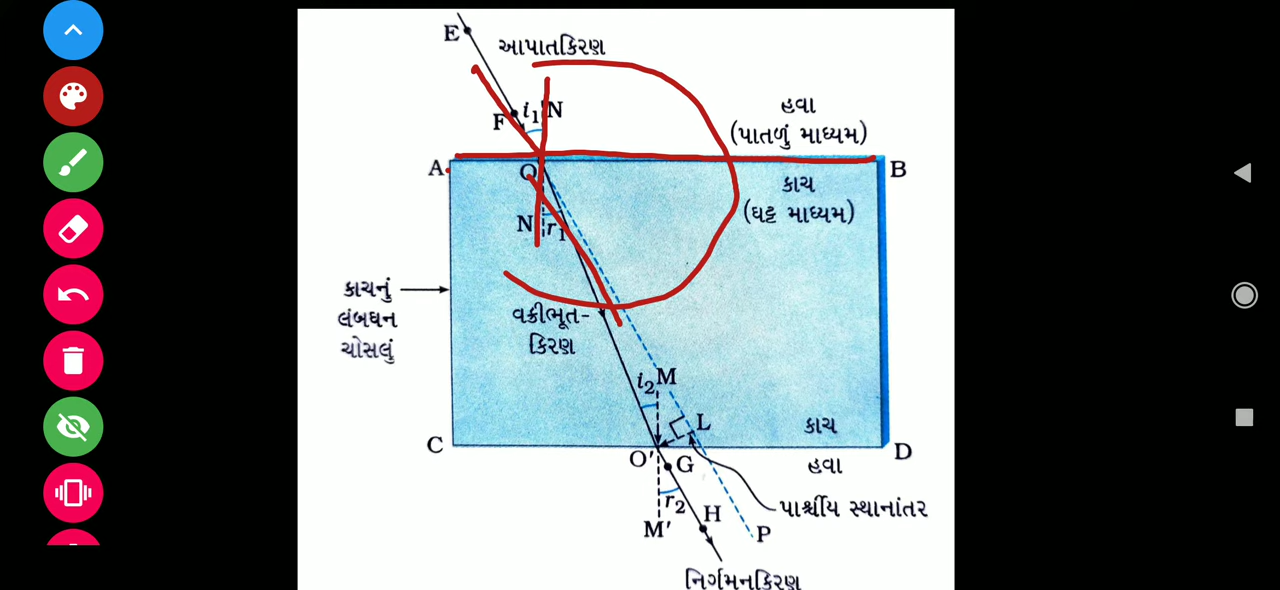 E
આપાતકિરણ
F
i1
N
હવા
(પાતળું માધ્યમ)
A
O
B
કાચ
(ઘટ્ટ માધ્યમ)
N
r1
કાચનું
લંબઘન
ચોસલું
વક્રીભૂત-
કિરણ
i2
M
L
કાચ
C
D
O'
G
હવા
r2
H
પાર્શ્વીય સ્થાનાંતર
M'
P
નિર્ગમનકિરણ